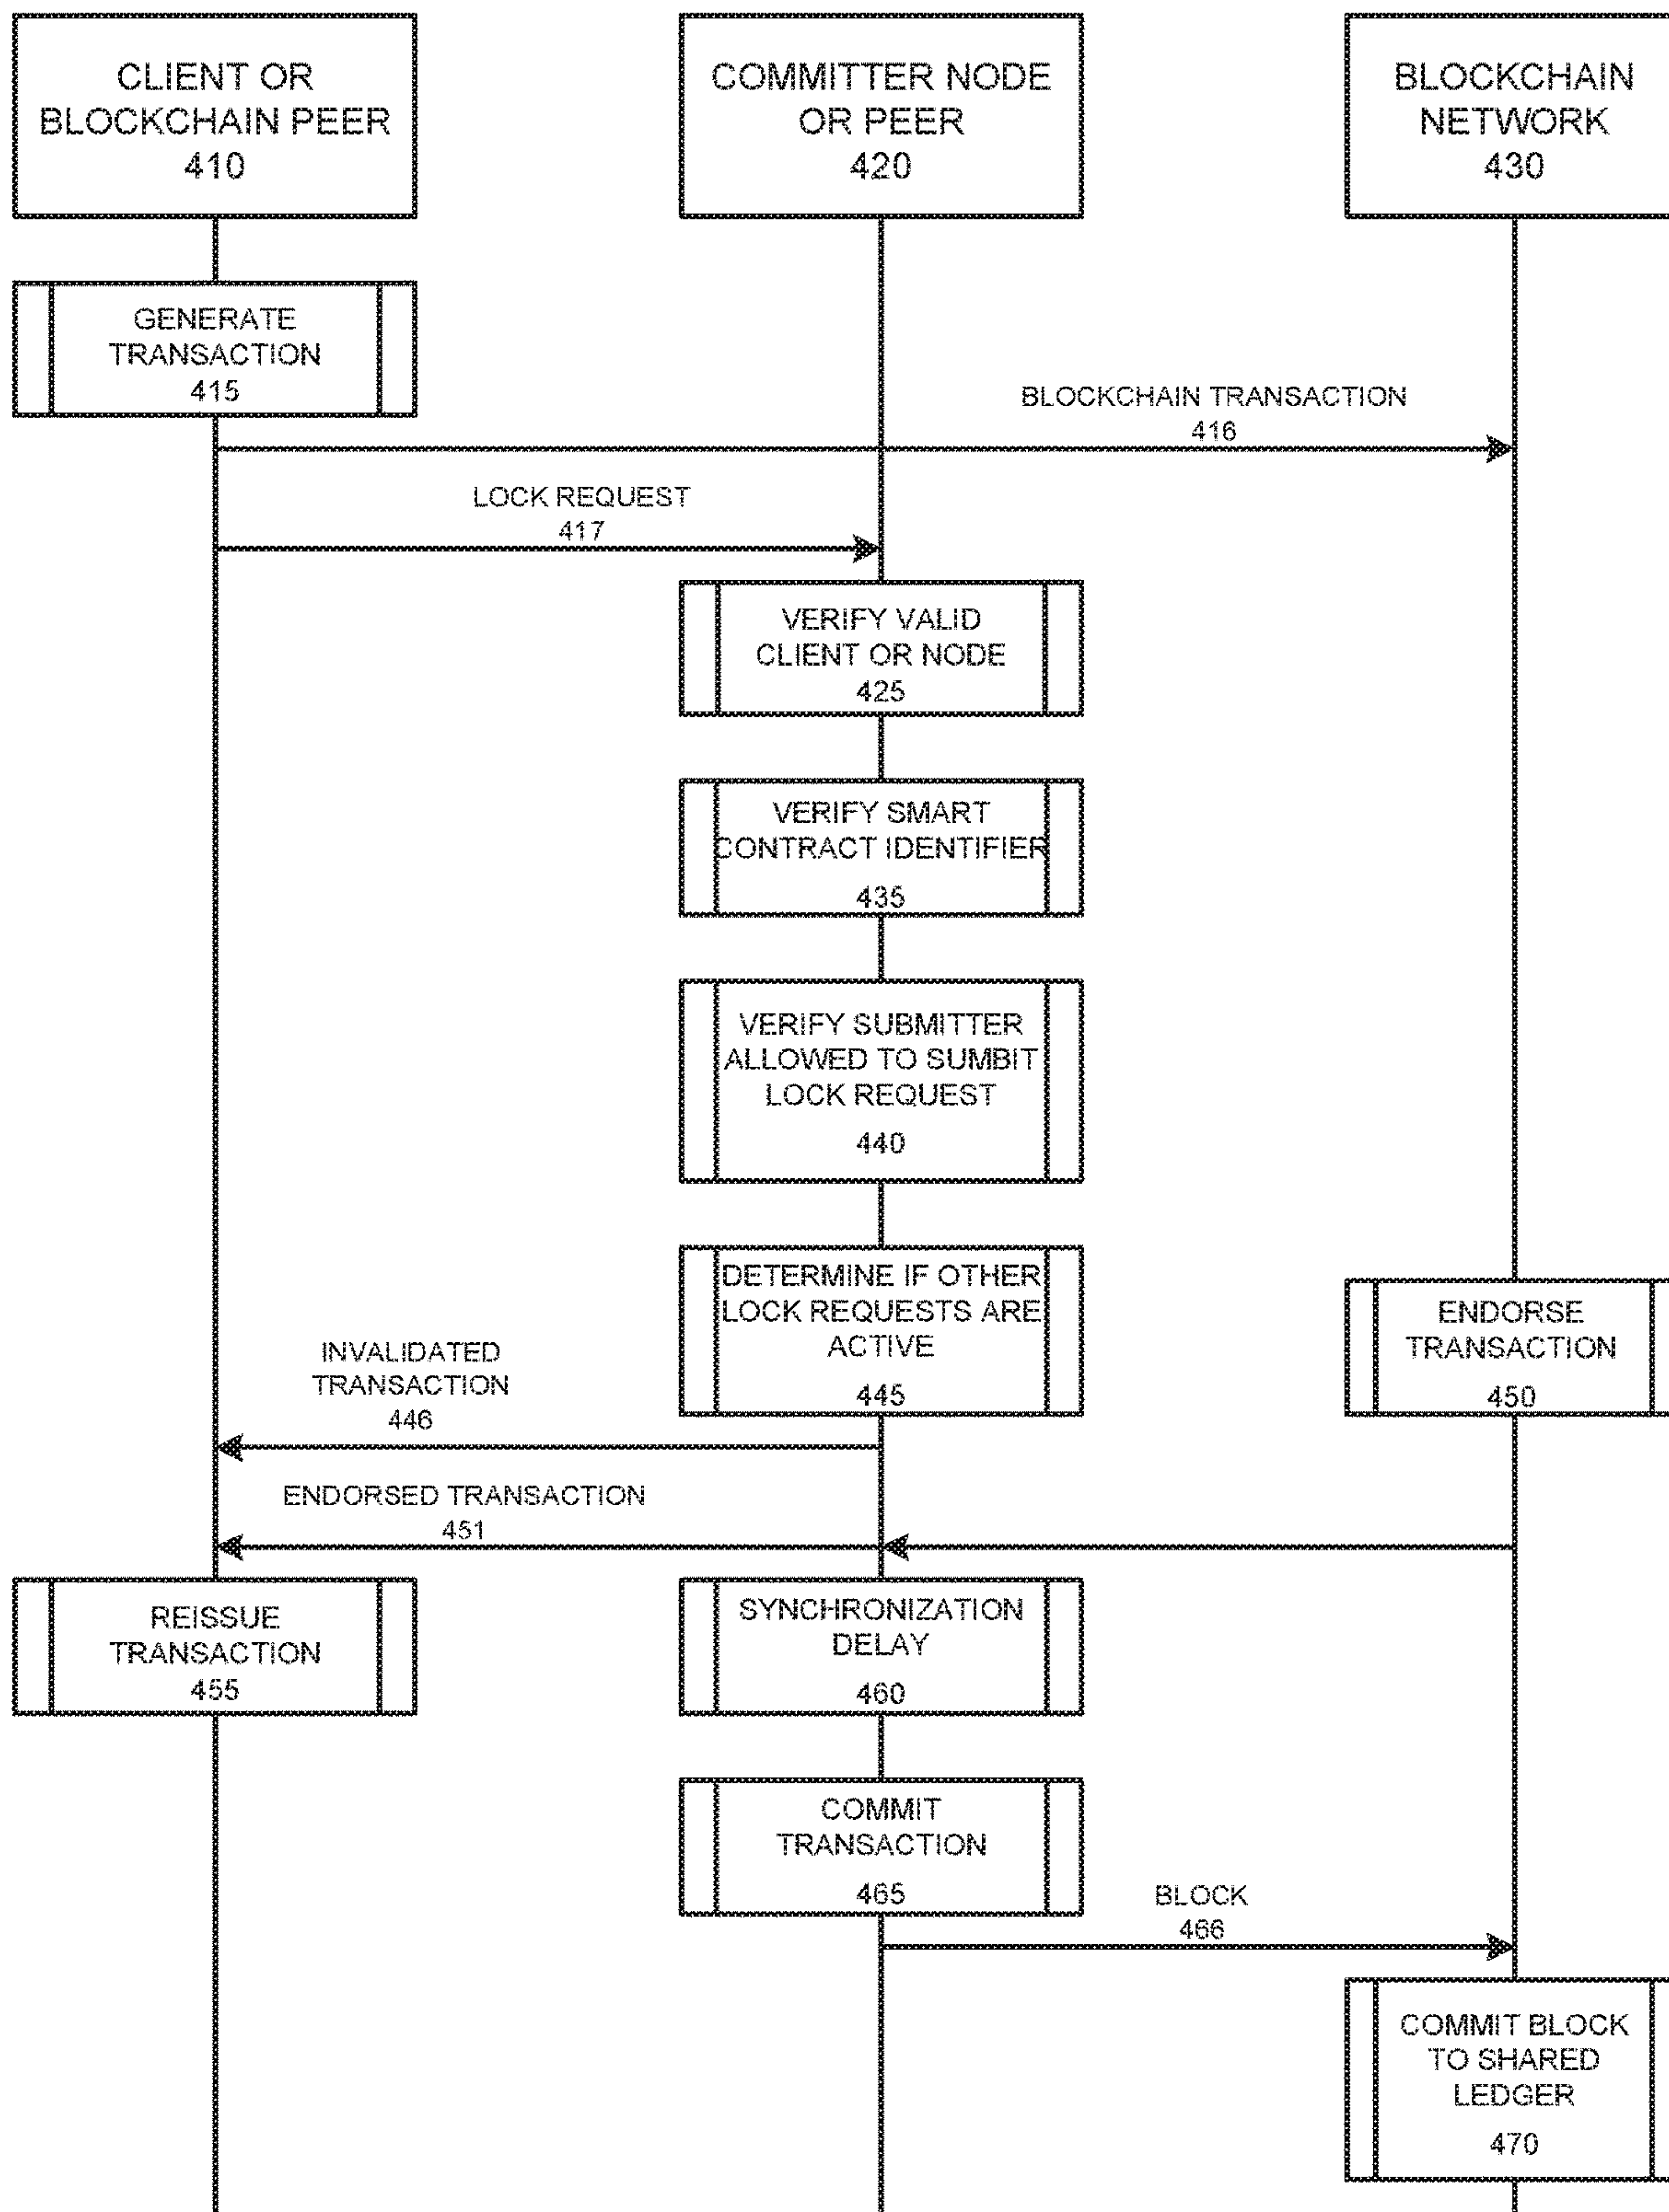 CLIENT OR
BLOCKCHAIN PEER
410
COMMITTER NODE
OR PEER
420
BLOCKCHAIN
NETWORK
430
GENERATE
TRANSACTION
415
BLOCKCHAIN TRANSACTION
416
LOCK REQUEST
417
VERIFY VALID
CLIENT OR NODE
425
VERIFY SMART
CONTRACT IDENTIFIER
435
VERIFY SUBMITTER
ALLOWED TO SUMBIT
LOCK REQUEST
440
DETERMINE IF OTHER
LOCK REQUESTS ARE
ACTIVE
445
ENDORSE
TRANSACTION
450
INVALIDATED
TRANSACTION
446
ENDORSED TRANSACTION
451
REISSUE
TRANSACTION
455
SYNCHRONIZATION
DELAY
460
COMMIT
TRANSACTION
465
BLOCK
466
COMMIT BLOCK
TO SHARED
LEDGER
470